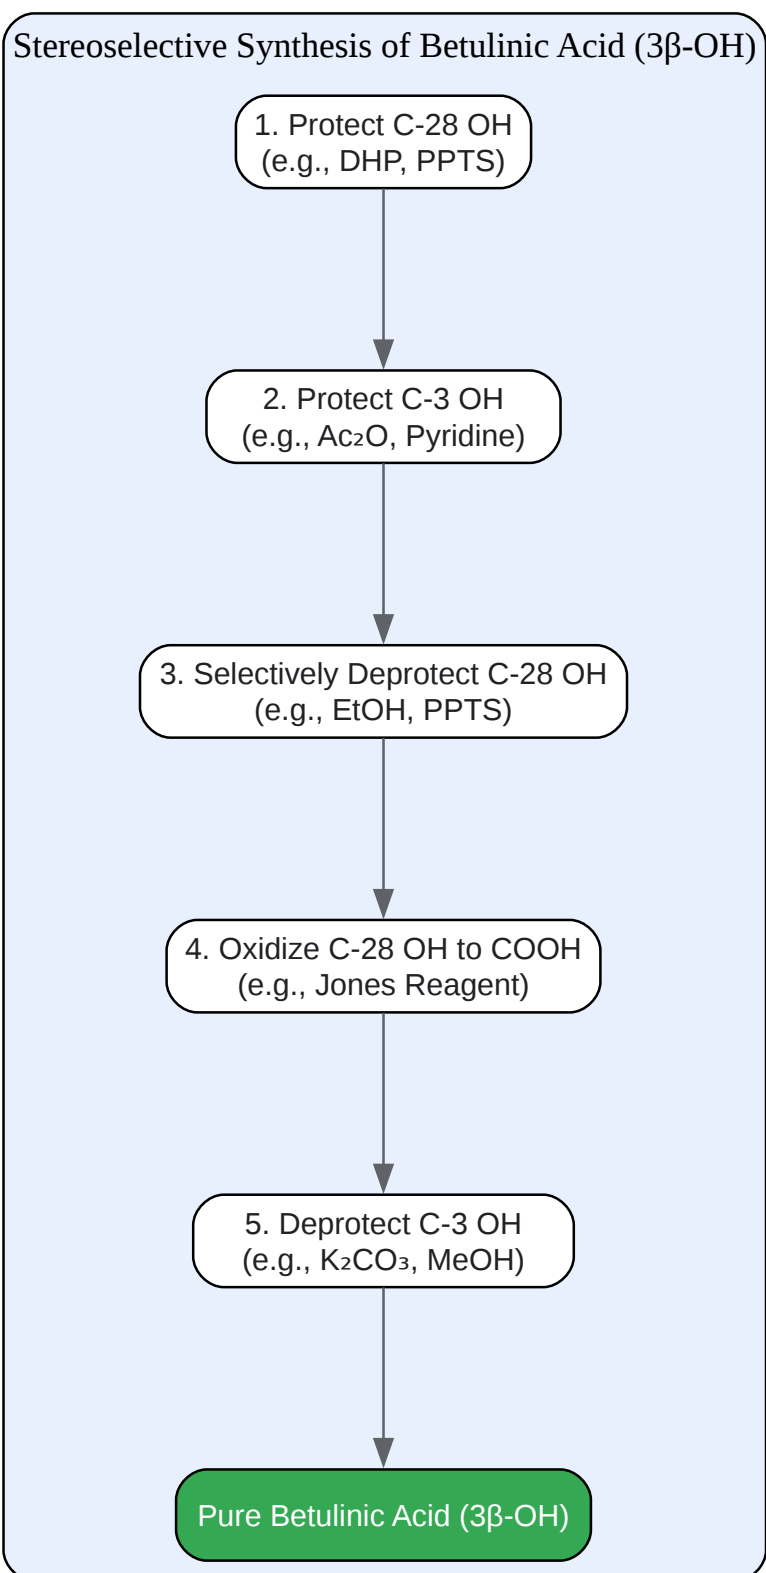 Stereoselective Synthesis of Betulinic Acid (3β-OH)
1. Protect C-28 OH
(e.g., DHP, PPTS)
2. Protect C-3 OH
(e.g., Ac₂O, Pyridine)
3. Selectively Deprotect C-28 OH
(e.g., EtOH, PPTS)
4. Oxidize C-28 OH to COOH
(e.g., Jones Reagent)
5. Deprotect C-3 OH
(e.g., K₂CO₃, MeOH)
Pure Betulinic Acid (3β-OH)